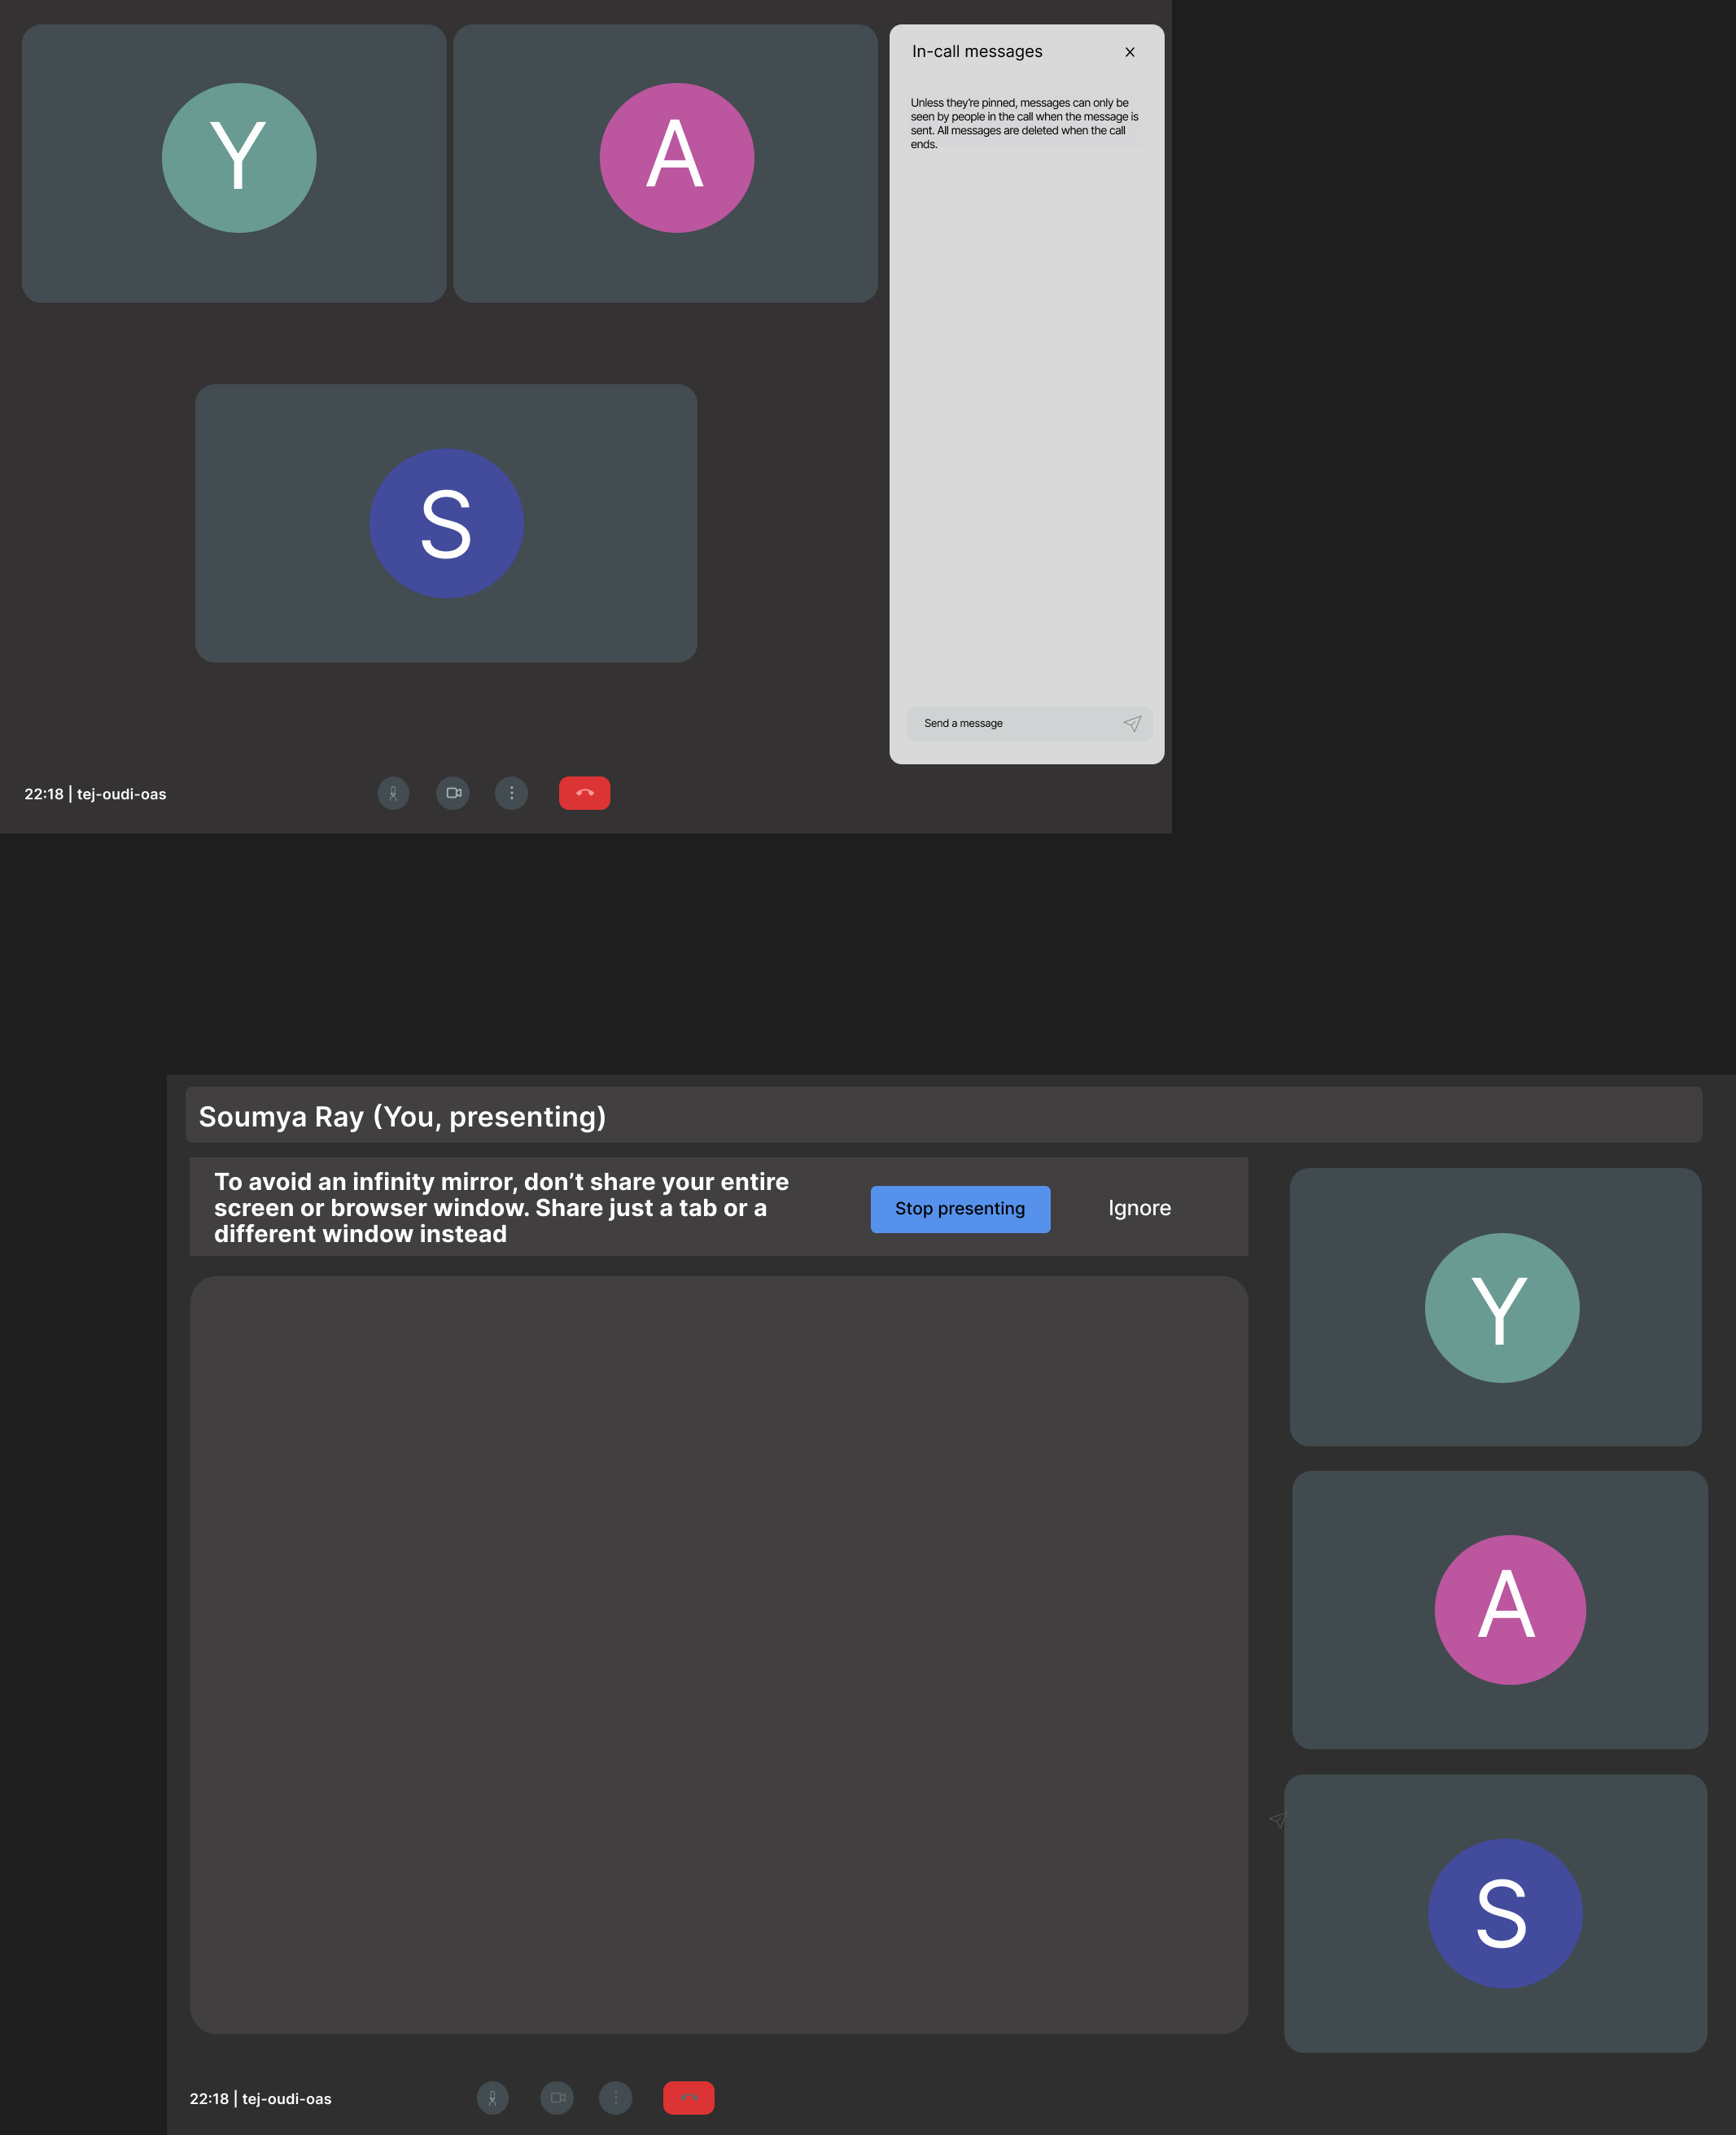 Y
A
In-call messages
Unless they're pinned, messages can only be
seen by people in the call when the message is
sent. All messages are deleted when the call
ends.
S
Send a message
22:18 | tej-oudi-oas
Soumya Ray (You, presenting)
To avoid an infinity mirror, don’t share your entire
screen or browser window. Share just a tab or a
different window instead
Stop presenting
Ignore
Y
A
S
22:18 | tej-oudi-oas